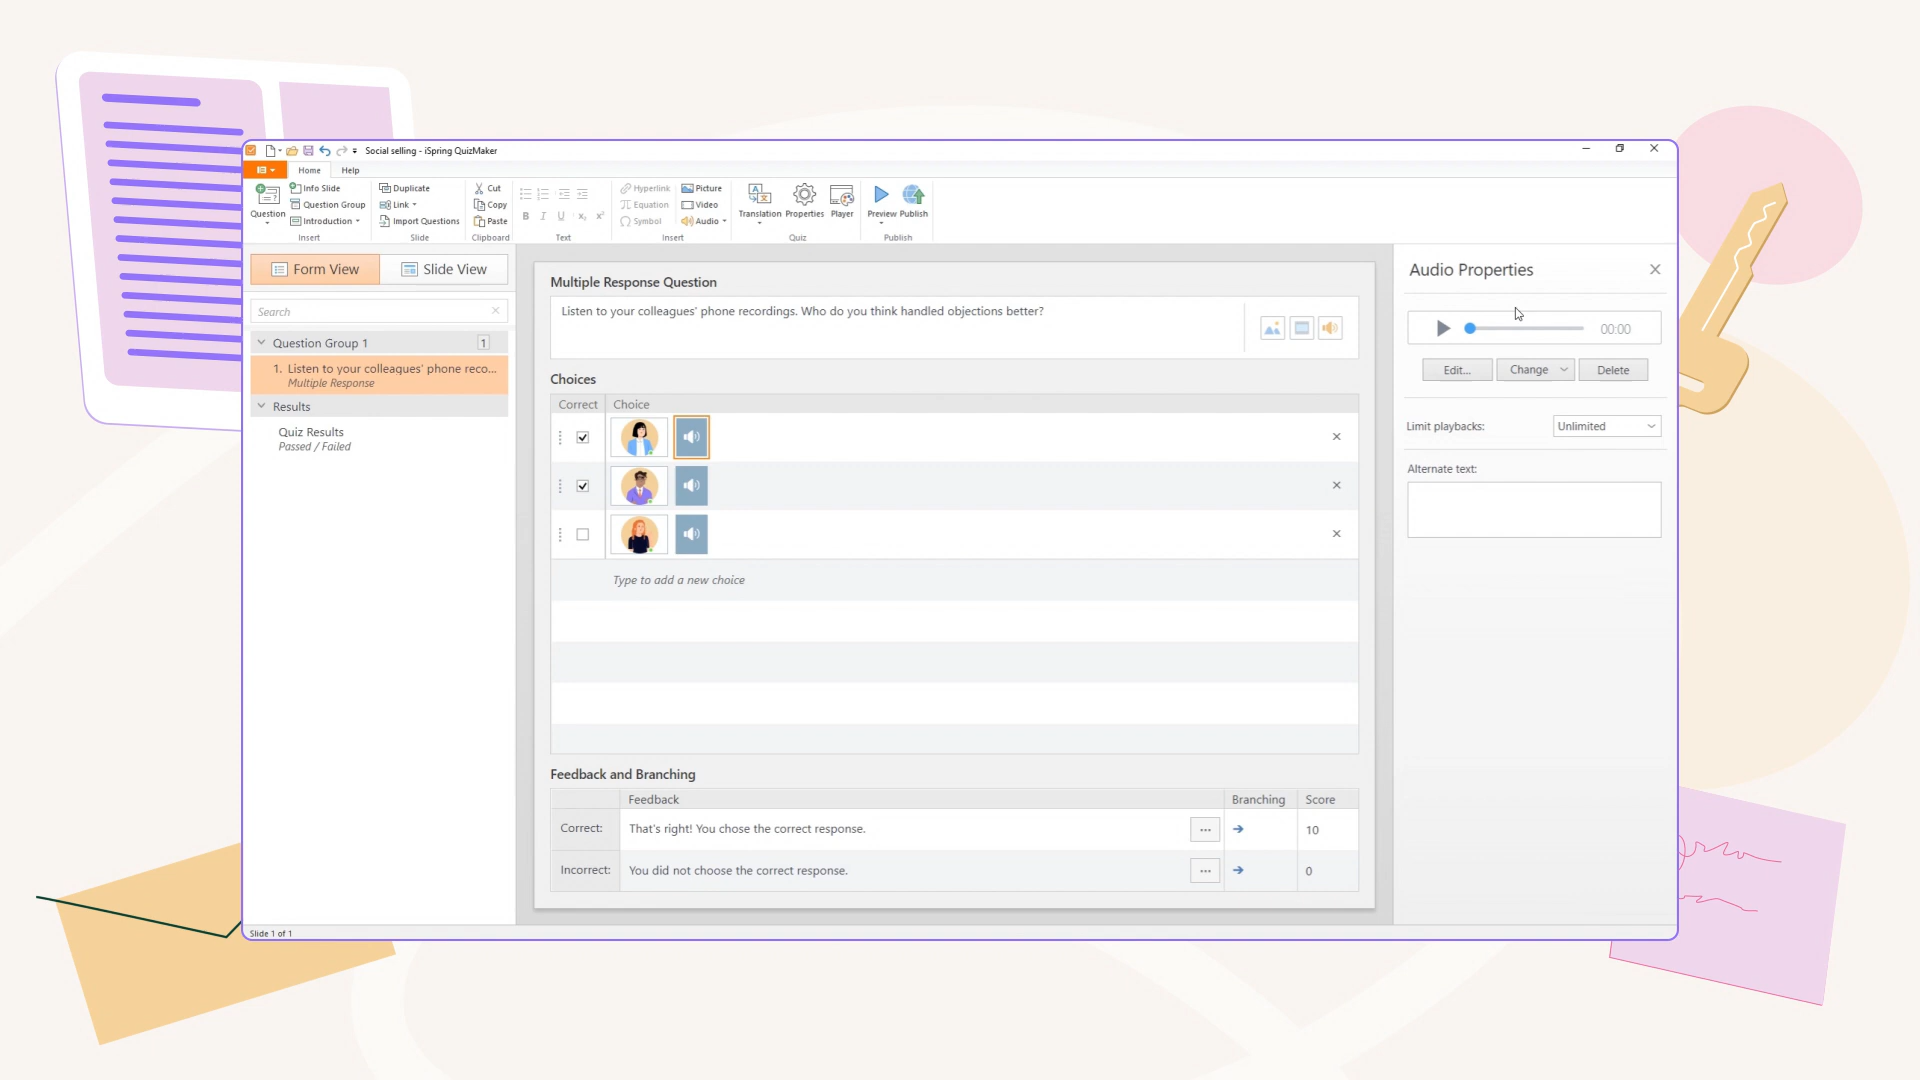 Social selling - iSpring QuizMaker
Home
Help
Question
Info Slide
Question Group
Introduction
Insert
Duplicate
Link
Import Questions
Slide
Cut
Copy
Paste
Clipboard
B I U x₂ x²
Text
Hyperlink
Equation
Symbol
Picture
Video
Audio
Insert
Translation
Properties
Player
Quiz
Preview
Publish
Publish
Form View
Slide View
Search
Question Group 1
1
1. Listen to your colleagues' phone reco...
Multiple Response
Results
Quiz Results
Passed / Failed
Multiple Response Question
Listen to your colleagues' phone recordings. Who do you think handled objections better?
Choices
Correct
Choice
Type to add a new choice
Feedback and Branching
Feedback
Branching
Score
Correct:
That's right! You chose the correct response.
...
10
Incorrect:
You did not choose the correct response.
...
0
Audio Properties
00:00
Edit...
Change
Delete
Limit playbacks:
Unlimited
Alternate text:
Slide 1 of 1